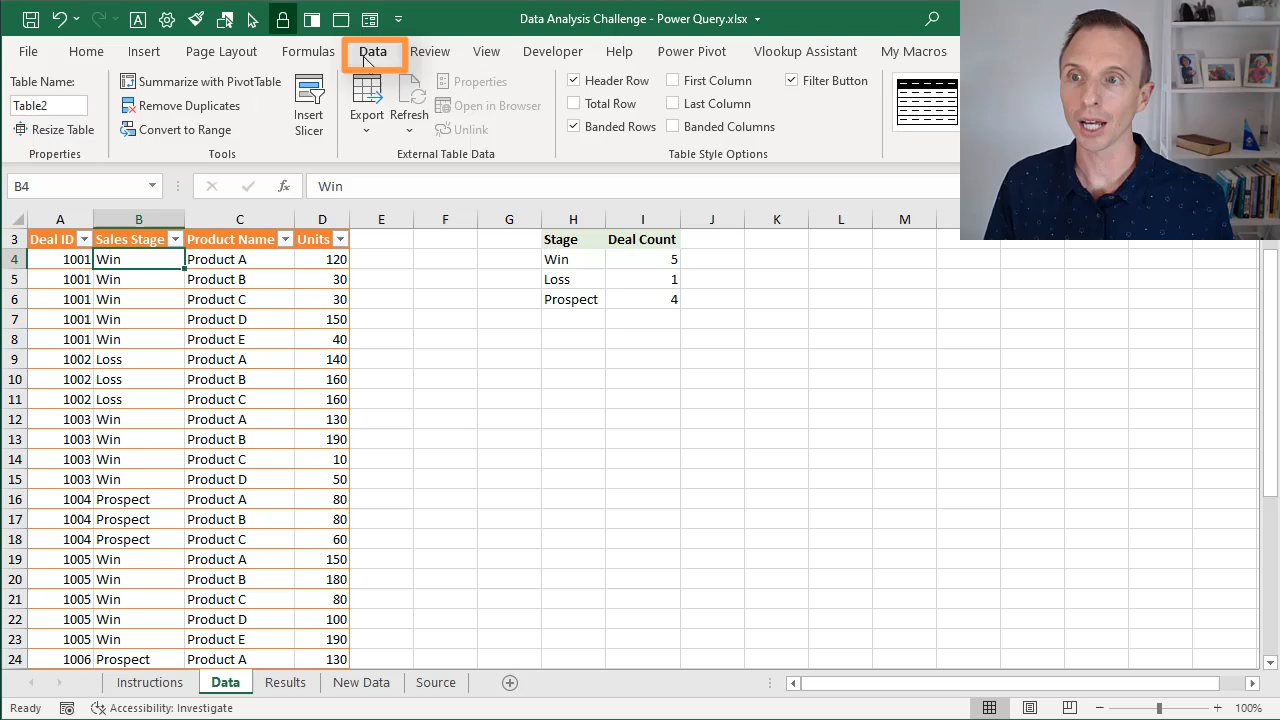 Data Analysis Challenge - Power Query.xlsx
File Home Insert Page Layout Formulas Data Review View Developer Help Power Pivot Vlookup Assistant My Macros
Table Name:
Table2
Resize Table
Properties
Summarize with PivotTable
Remove Duplicates
Convert to Range
Insert
Slicer
Tools
Export
Refresh
Properties
Open in Browser
Unlink
External Table Data
Header Row
Total Row
Banded Rows
First Column
Last Column
Banded Columns
Filter Button
Table Style Options
B4 fx Win
A B C D E F G H I J K L M
3 Deal ID Sales Stage Product Name Units Stage Deal Count
4 1001 Win Product A 120 Win 5
5 1001 Win Product B 30 Loss 1
6 1001 Win Product C 30 Prospect 4
7 1001 Win Product D 150
8 1001 Win Product E 40
9 1002 Loss Product A 140
10 1002 Loss Product B 160
11 1002 Loss Product C 160
12 1003 Win Product A 130
13 1003 Win Product B 190
14 1003 Win Product C 10
15 1003 Win Product D 50
16 1004 Prospect Product A 80
17 1004 Prospect Product B 80
18 1004 Prospect Product C 60
19 1005 Win Product A 150
20 1005 Win Product B 180
21 1005 Win Product C 80
22 1005 Win Product D 100
23 1005 Win Product E 190
24 1006 Prospect Product A 130
Instructions Data Results New Data Source
Ready Accessibility: Investigate 100%